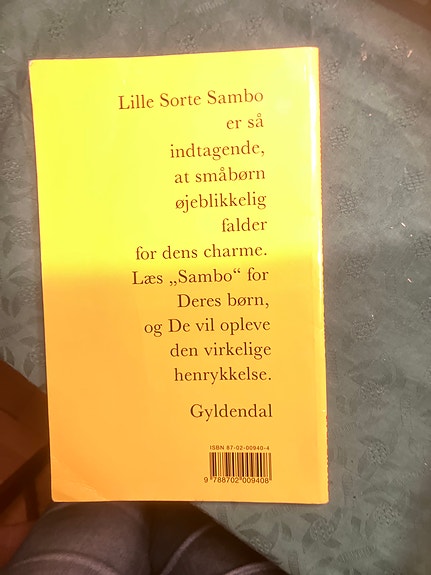 Lille Sorte Sambo
er så
indtagende,
at småbørn
øjeblikkelig
falder
for dens charme.
Læs „Sambo“ for
Deres børn,
og De vil opleve
den virkelige
henrykkelse.
Gyldendal
ISBN 87-02-00940-4
9 788702 009408